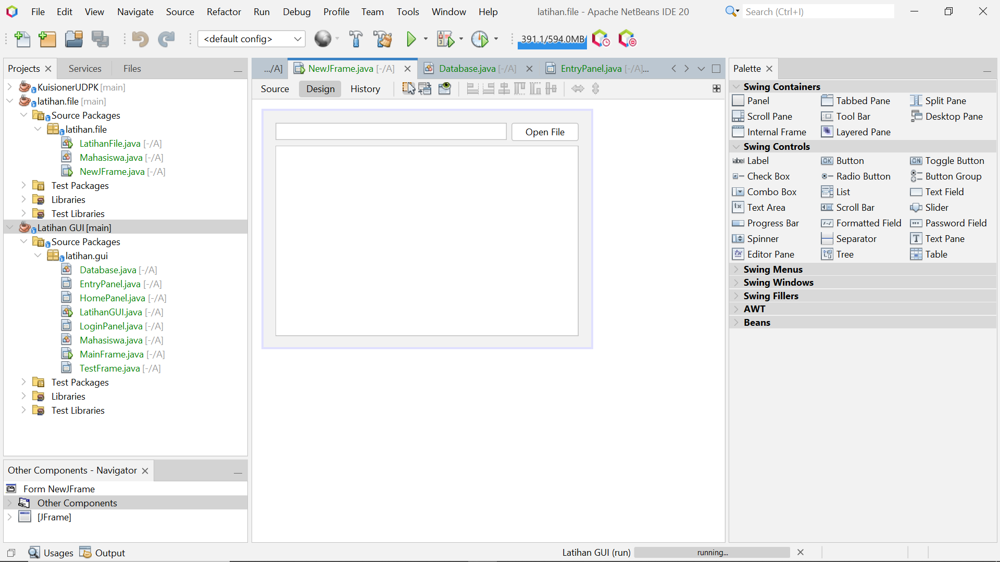 File Edit View Navigate Source Refactor Run Debug Profile Team Tools Window Help
latihan.file - Apache NetBeans IDE 20
Search (Ctrl+I)
<default config>
391.1/594.0MB
Projects
Services
Files
KuisionerUDPK [main]
latihan.file [main]
Source Packages
latihan.file
LatihanFile.java [-/A]
Mahasiswa.java [-/A]
NewJFrame.java [-/A]
Test Packages
Libraries
Test Libraries
Latihan GUI [main]
Source Packages
latihan.gui
Database.java [-/A]
EntryPanel.java [-/A]
HomePanel.java [-/A]
LatihanGUI.java [-/A]
LoginPanel.java [-/A]
Mahasiswa.java [-/A]
MainFrame.java [-/A]
TestFrame.java [-/A]
Test Packages
Libraries
Test Libraries
Other Components - Navigator
Form NewJFrame
Other Components
[JFrame]
.../A]
NewJFrame.java [-/A]
Database.java [-/A]
EntryPanel.java [-/A]...
Source Design History
Open File
Palette
Swing Containers
Panel Tabbed Pane Split Pane
Scroll Pane Tool Bar Desktop Pane
Internal Frame Layered Pane
Swing Controls
label Label OK Button ON Toggle Button
Check Box Radio Button Button Group
Combo Box List Text Field
Text Area Scroll Bar Slider
Progress Bar Formatted Field Password Field
Spinner Separator T Text Pane
Editor Pane Tree Table
Swing Menus
Swing Windows
Swing Fillers
AWT
Beans
Usages Output
Latihan GUI (run) running...